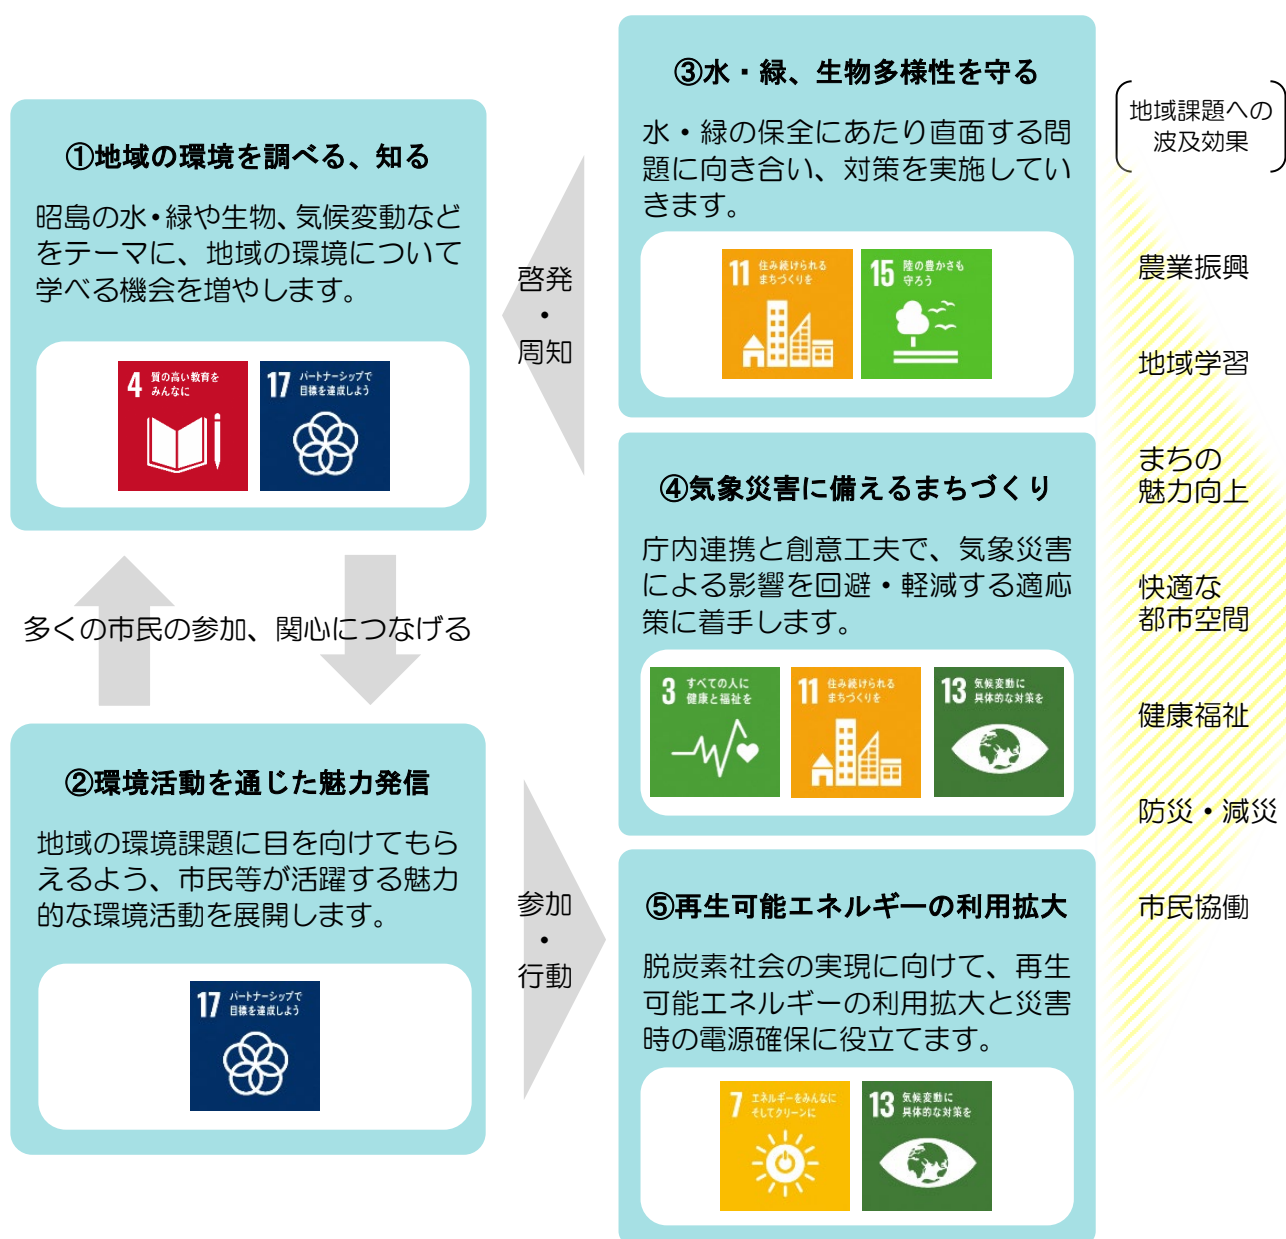 ①地域の環境を調べる、知る
昭島の水・緑や生物、気候変動など
をテーマに、地域の環境について
学べる機会を増やします。
4 質の高い教育を
みんなに
17 パートナーシップで
目標を達成しよう
多くの市民の参加、関心につなげる
②環境活動を通じた魅力発信
地域の環境課題に目を向けてもら
えるよう、市民等が活躍する魅力
的な環境活動を展開します。
17 パートナーシップで
目標を達成しよう
啓発
・
周知
参加
・
行動
③水・緑、生物多様性を守る
水・緑の保全にあたり直面する問
題に向き合い、対策を実施してい
きます。
11 住み続けられる
まちづくりを
15 陸の豊かさも
守ろう
④気象災害に備えるまちづくり
庁内連携と創意工夫で、気象災害
による影響を回避・軽減する適応
策に着手します。
3 すべての人に
健康と福祉を
11 住み続けられる
まちづくりを
13 気候変動に
具体的な対策を
⑤再生可能エネルギーの利用拡大
脱炭素社会の実現に向けて、再生
可能エネルギーの利用拡大と災害
時の電源確保に役立てます。
7 エネルギーをみんなに
そしてクリーンに
13 気候変動に
具体的な対策を
地域課題への
波及効果
農業振興
地域学習
まちの
魅力向上
快適な
都市空間
健康福祉
防災・減災
市民協働